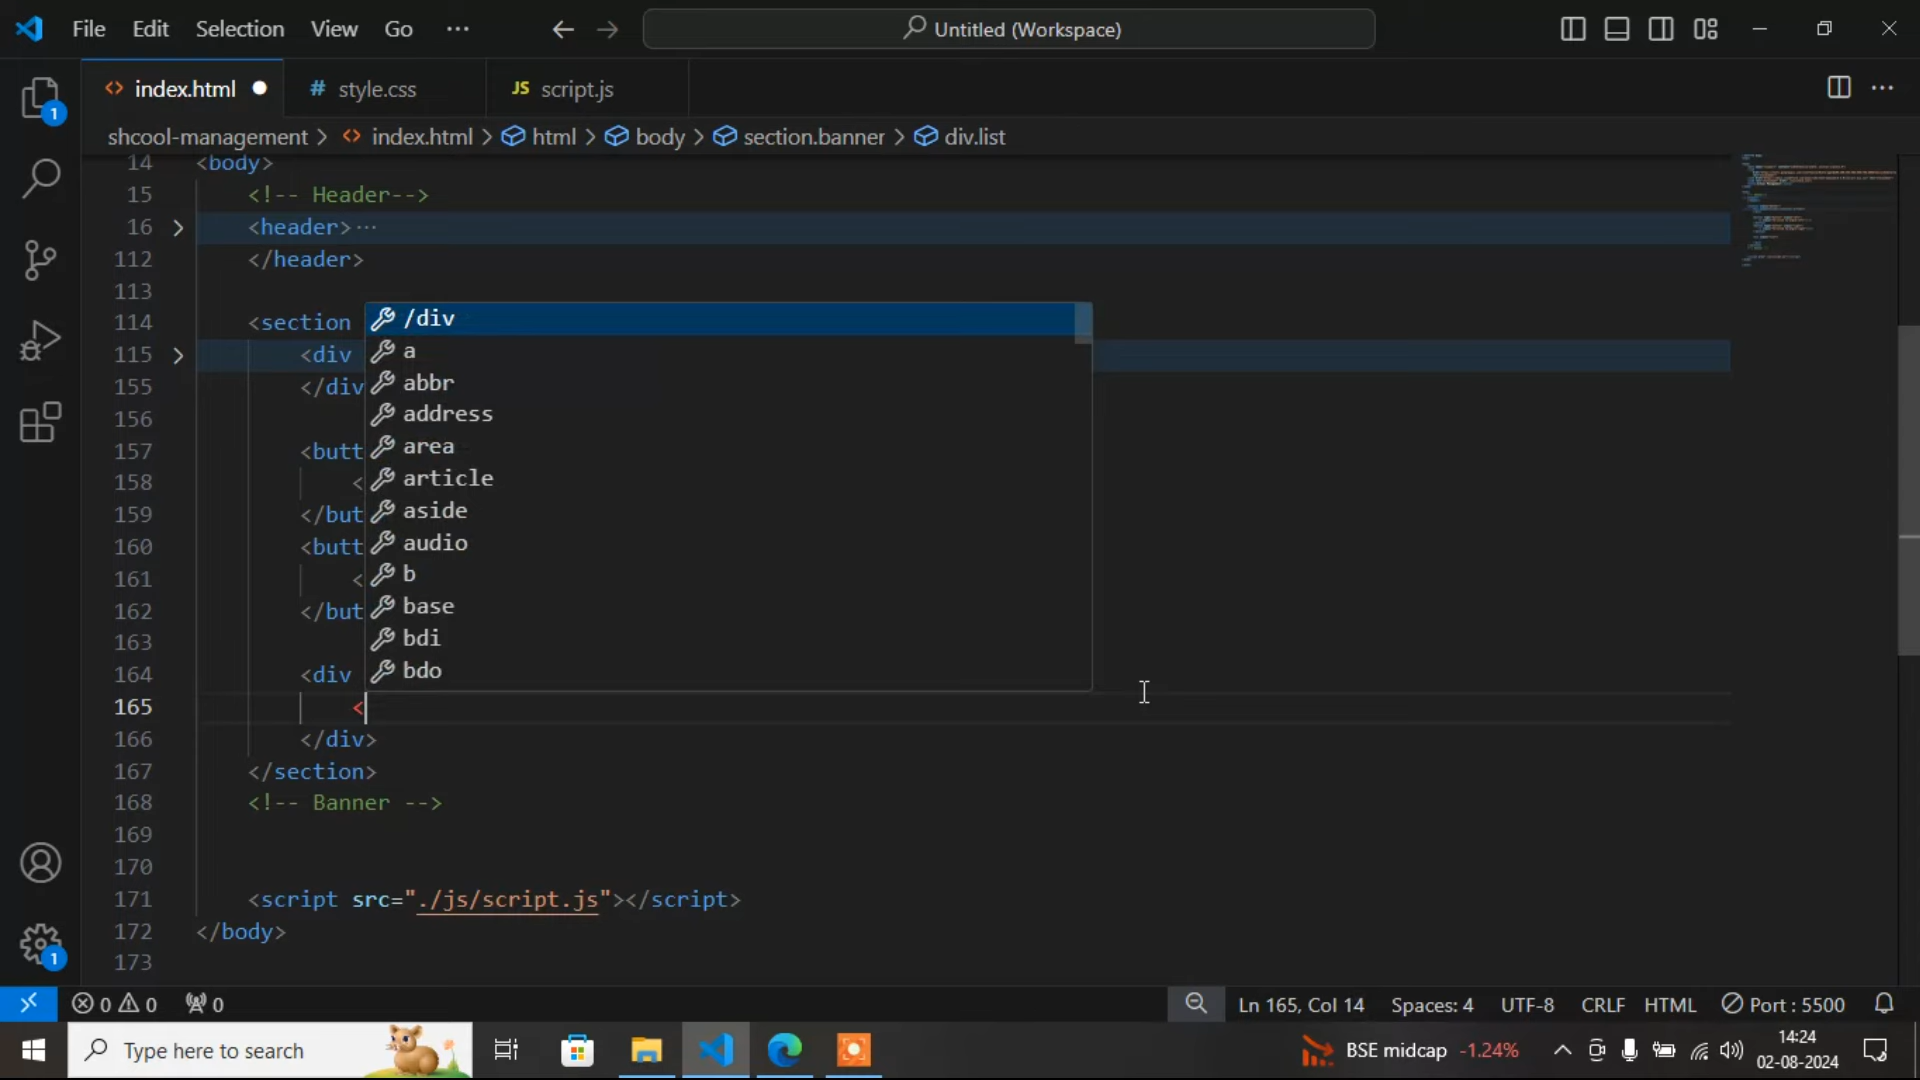 File Edit Selection View Go ··· Untitled (Workspace)
index.html # style.css JS script.js
shcool-management > index.html > html > body > section.banner > div.list
14 <body>
15 <!-- Header-->
16 <header>···
112 </header>
113
114 <section
115 <div
155 </div
156
157 <butt
158 <
159 </but
160 <butt
161 <
162 </but
163
164 <div
165 <
166 </div>
167 </section>
168 <!-- Banner -->
169
170
171 <script src="./js/script.js"></script>
172 </body>
173
/div
a
abbr
address
area
article
aside
audio
b
base
bdi
bdo
1
1
0 0 0 Ln 165, Col 14 Spaces: 4 UTF-8 CRLF HTML Port : 5500
Type here to search BSE midcap -1.24% 14:24
02-08-2024